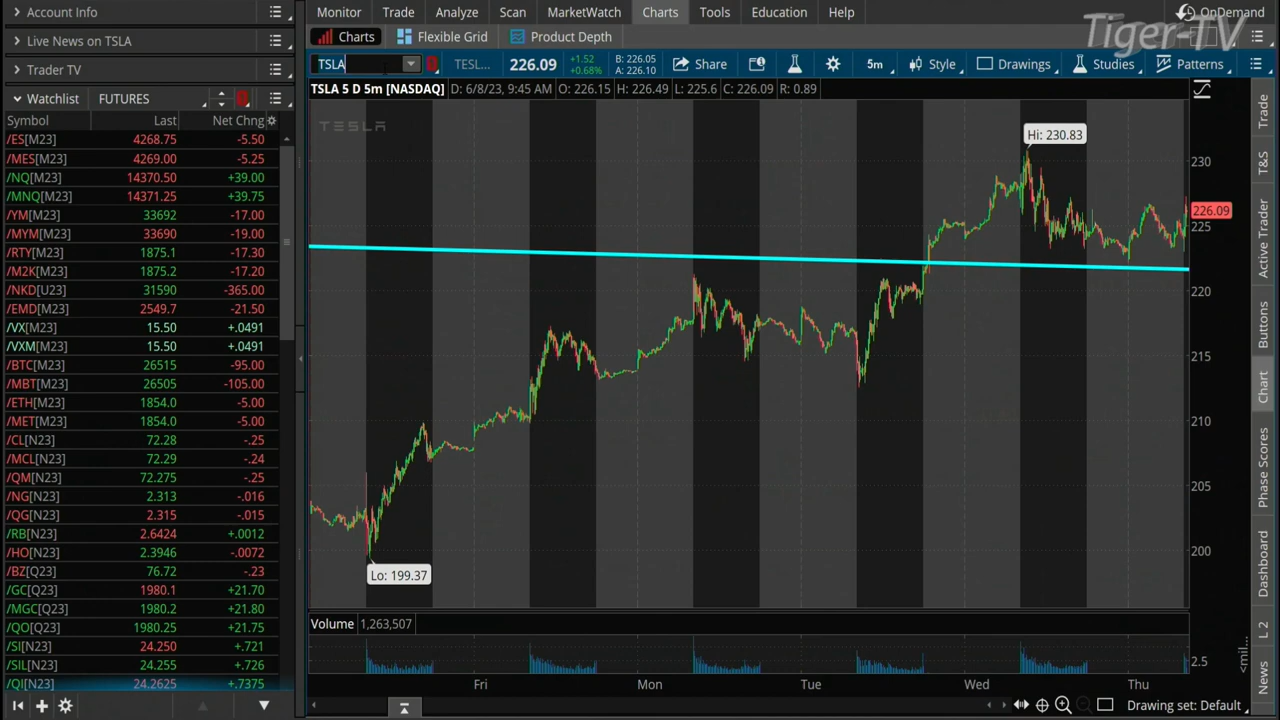 Account Info
Live News on TSLA
Trader TV
Watchlist FUTURES
Symbol Last Net Chng
/ES[M23] 4268.75 -5.50
/MES[M23] 4269.00 -5.25
/NQ[M23] 14370.50 +39.00
/MNQ[M23] 14371.25 +39.75
/YM[M23] 33692 -17.00
/MYM[M23] 33690 -19.00
/RTY[M23] 1875.1 -17.30
/M2K[M23] 1875.2 -17.20
/NKD[U23] 31590 -365.00
/EMD[M23] 2549.7 -21.50
/VX[M23] 15.50 +.0491
/VXM[M23] 15.50 +.0491
/BTC[M23] 26515 -95.00
/MBT[M23] 26505 -105.00
/ETH[M23] 1854.0 -5.00
/MET[M23] 1854.0 -5.00
/CL[N23] 72.28 -.25
/MCL[N23] 72.29 -.24
/QM[N23] 72.275 -.25
/NG[N23] 2.313 -.016
/QG[N23] 2.315 -.015
/RB[N23] 2.6424 +.0012
/HO[N23] 2.3946 -.0072
/BZ[Q23] 76.72 -.23
/GC[Q23] 1980.1 +21.70
/MGC[Q23] 1980.2 +21.80
/QO[Q23] 1980.25 +21.75
/SI[N23] 24.250 +.721
/SIL[N23] 24.255 +.726
/QI[N23] 24.2625 +.7375
Monitor Trade Analyze Scan MarketWatch Charts Tools Education Help
OnDemand
Tiger-TV
Charts Flexible Grid Product Depth
TSLA TESL... 226.09 +1.52 B: 226.05 Share 5m Style Drawings Studies Patterns
+0.68% A: 226.10
TSLA 5 D 5m [NASDAQ] D: 6/8/23, 9:45 AM O: 226.15 H: 226.49 L: 225.6 C: 226.09 R: 0.89
TESLA
Hi: 230.83
230
226.09
225
220
215
210
205
200
Lo: 199.37
Volume 1,263,507
2.5
<mil...
Fri Mon Tue Wed Thu
Drawing set: Default
Trade
T&S
Active Trader
Buttons
Chart
Phase Scores
Dashboard
L 2
News